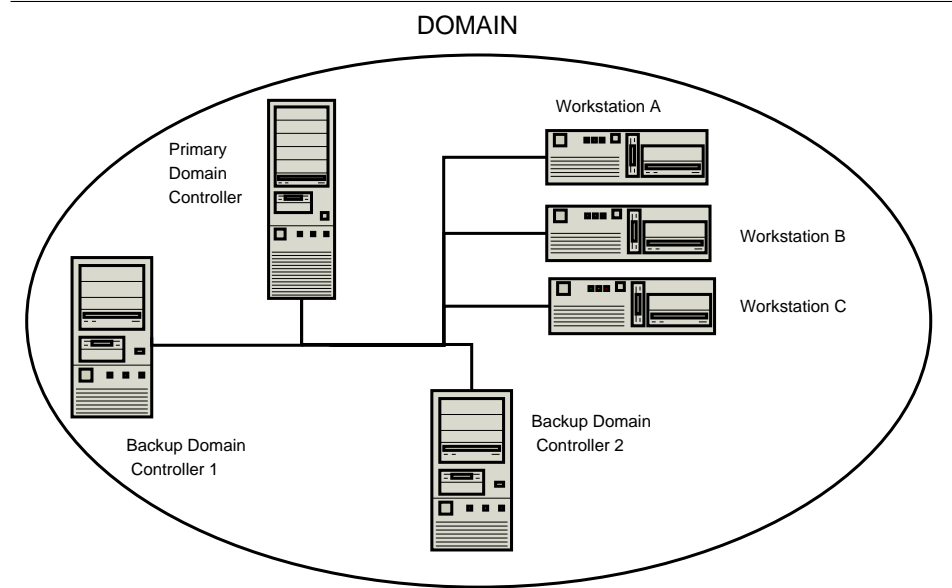 DOMAIN
Workstation A
Primary
Domain
Controller
Workstation B
Workstation C
Backup Domain
Controller 2
Backup Domain
Controller 1